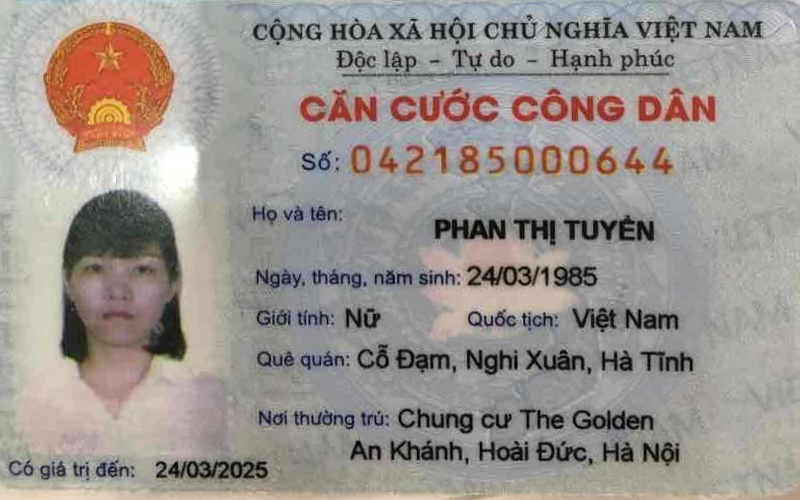 CỘNG HÒA XÃ HỘI CHỦ NGHĨA VIỆT NAM
Độc lập - Tự do - Hạnh phúc
CĂN CƯỚC CÔNG DÂN
Số: 042185000644
Họ và tên:
PHAN THỊ TUYÊN
Ngày, tháng, năm sinh: 24/03/1985
Giới tính: Nữ Quốc tịch: Việt Nam
Quê quán: Cỗ Đạm, Nghi Xuân, Hà Tĩnh
Nơi thường trú: Chung cư The Golden
An Khánh, Hoài Đức, Hà Nội
Có giá trị đến: 24/03/2025